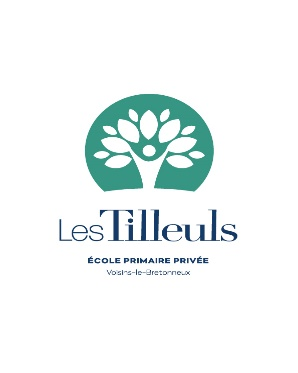 Les Tilleuls
ÉCOLE PRIMAIRE PRIVÉE
Voisins-le-Bretonneux